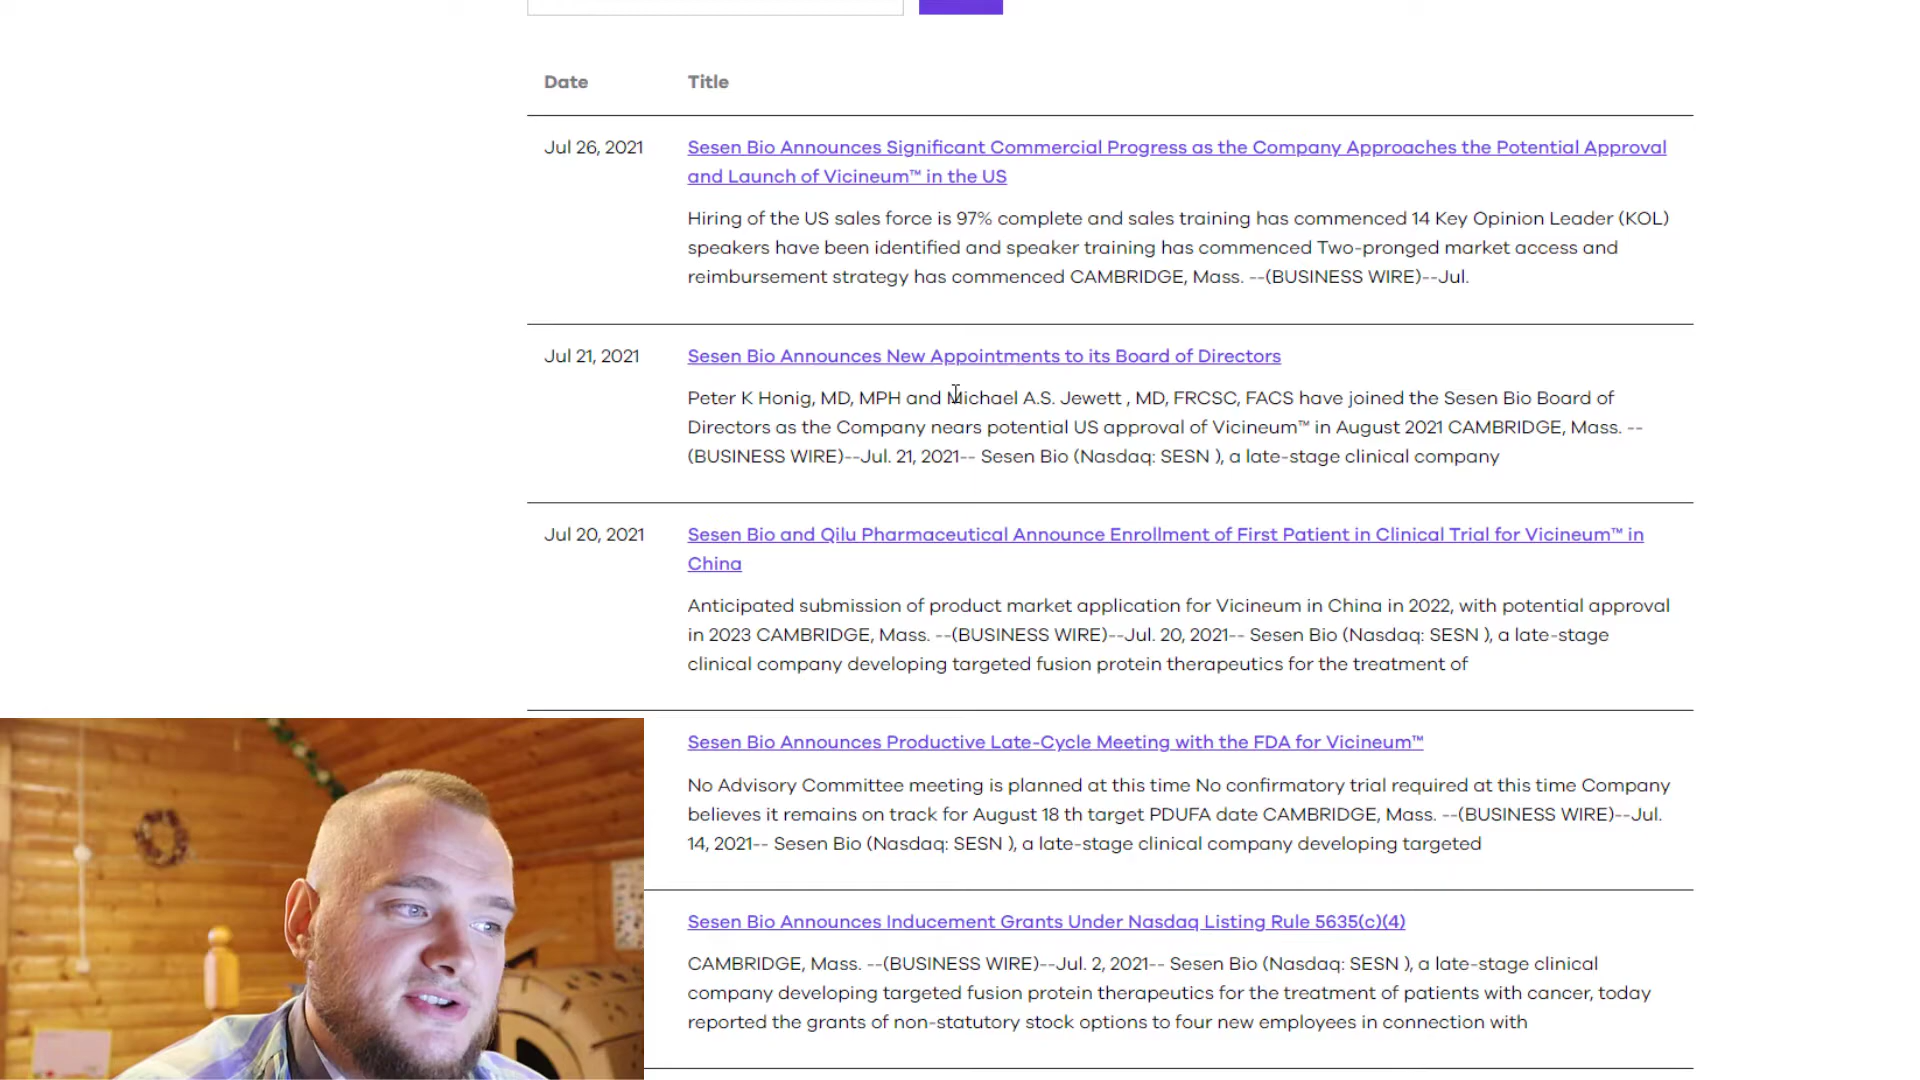 Date Title
Jul 26, 2021 Sesen Bio Announces Significant Commercial Progress as the Company Approaches the Potential Approval
and Launch of Vicineum™ in the US
Hiring of the US sales force is 97% complete and sales training has commenced 14 Key Opinion Leader (KOL)
speakers have been identified and speaker training has commenced Two-pronged market access and
reimbursement strategy has commenced CAMBRIDGE, Mass. --(BUSINESS WIRE)--Jul.
Jul 21, 2021 Sesen Bio Announces New Appointments to its Board of Directors
Peter K Honig, MD, MPH and Michael A.S. Jewett , MD, FRCSC, FACS have joined the Sesen Bio Board of
Directors as the Company nears potential US approval of Vicineum™ in August 2021 CAMBRIDGE, Mass. --
(BUSINESS WIRE)--Jul. 21, 2021-- Sesen Bio (Nasdaq: SESN ), a late-stage clinical company
Jul 20, 2021 Sesen Bio and Qilu Pharmaceutical Announce Enrollment of First Patient in Clinical Trial for Vicineum™ in
China
Anticipated submission of product market application for Vicineum in China in 2022, with potential approval
in 2023 CAMBRIDGE, Mass. --(BUSINESS WIRE)--Jul. 20, 2021-- Sesen Bio (Nasdaq: SESN ), a late-stage
clinical company developing targeted fusion protein therapeutics for the treatment of
Sesen Bio Announces Productive Late-Cycle Meeting with the FDA for Vicineum™
No Advisory Committee meeting is planned at this time No confirmatory trial required at this time Company
believes it remains on track for August 18 th target PDUFA date CAMBRIDGE, Mass. --(BUSINESS WIRE)--Jul.
14, 2021-- Sesen Bio (Nasdaq: SESN ), a late-stage clinical company developing targeted
Sesen Bio Announces Inducement Grants Under Nasdaq Listing Rule 5635(c)(4)
CAMBRIDGE, Mass. --(BUSINESS WIRE)--Jul. 2, 2021-- Sesen Bio (Nasdaq: SESN ), a late-stage clinical
company developing targeted fusion protein therapeutics for the treatment of patients with cancer, today
reported the grants of non-statutory stock options to four new employees in connection with